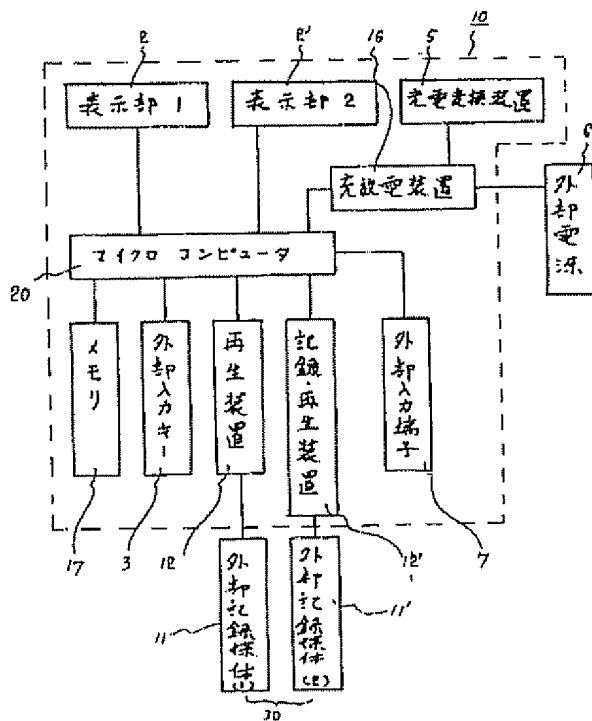 2
2'
16
5
10
表示部 1
表示部 2
光電変換装置
6
充放電装置
外部電源
マイクロ コンピュータ
20
メモリ
外部入力キー
再生装置
記録・再生装置
外部入力端子
17
3
12
12'
7
外部記録媒体(1)
外部記録媒体(2)
11
11'
30